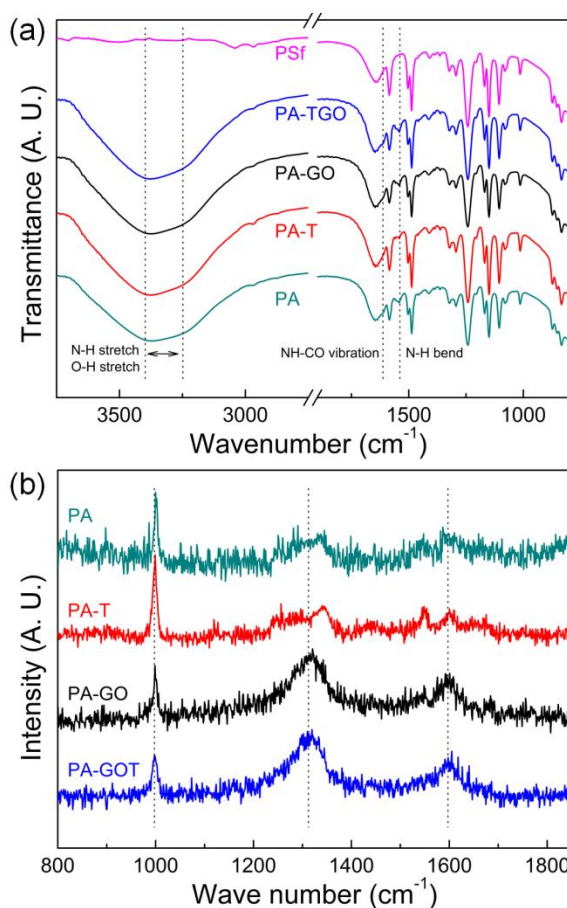 (a)
PSf
PA-TGO
PA-GO
PA-T
PA
N-H stretch
O-H stretch
NH-CO vibration
N-H bend
Transmittance (A. U.)
3500
3000
1500
1000
Wavenumber (cm-1)
(b)
PA
PA-T
PA-GO
PA-GOT
Intensity (A. U.)
800
1000
1200
1400
1600
1800
Wave number (cm-1)